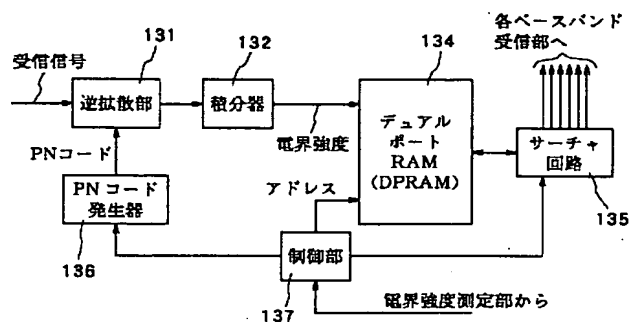 各ベースバンド
受信部へ
131
132
134
受信信号
逆拡散部
積分器
デュアル
ポート
RAM
(DPRAM)
サーチャ
回路
電界強度
PNコード
アドレス
135
PNコード
発生器
136
制御部
137
電界強度測定部から